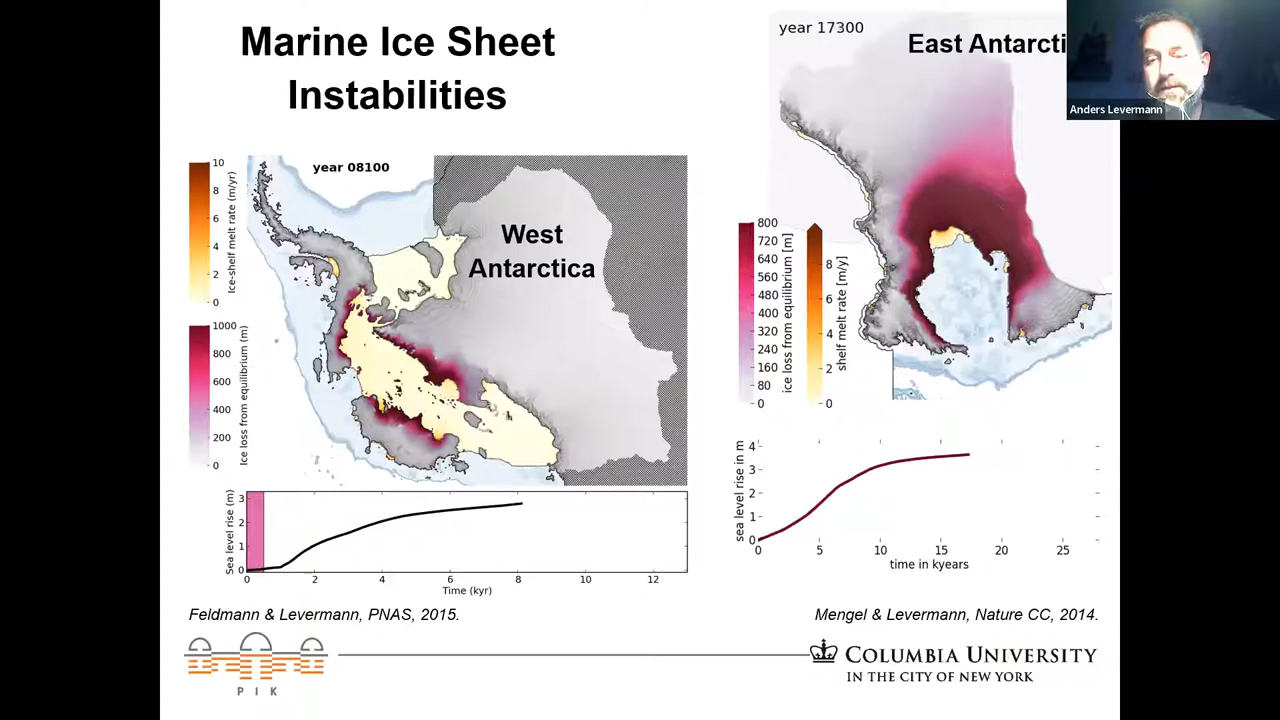 Marine Ice Sheet
Instabilities
year 17300
East Antarcti
Anders Levermann
year 08100
West
Antarctica
10
8
6
4
2
0
Ice-shelf melt rate (m/yr)
1000
800
600
400
200
0
Ice loss from equilibrium (m)
800
720
640
560
480
400
320
240
160
80
0
ice loss from equilibrium [m]
8
6
4
2
0
shelf melt rate [m/y]
3
2
1
0
Sea level rise (m)
0 2 4 6 8 10 12
Time (kyr)
4
3
2
1
0
sea level rise in m
0 5 10 15 20 25
time in kyears
Feldmann & Levermann, PNAS, 2015.
Mengel & Levermann, Nature CC, 2014.
P I K
COLUMBIA UNIVERSITY
IN THE CITY OF NEW YORK